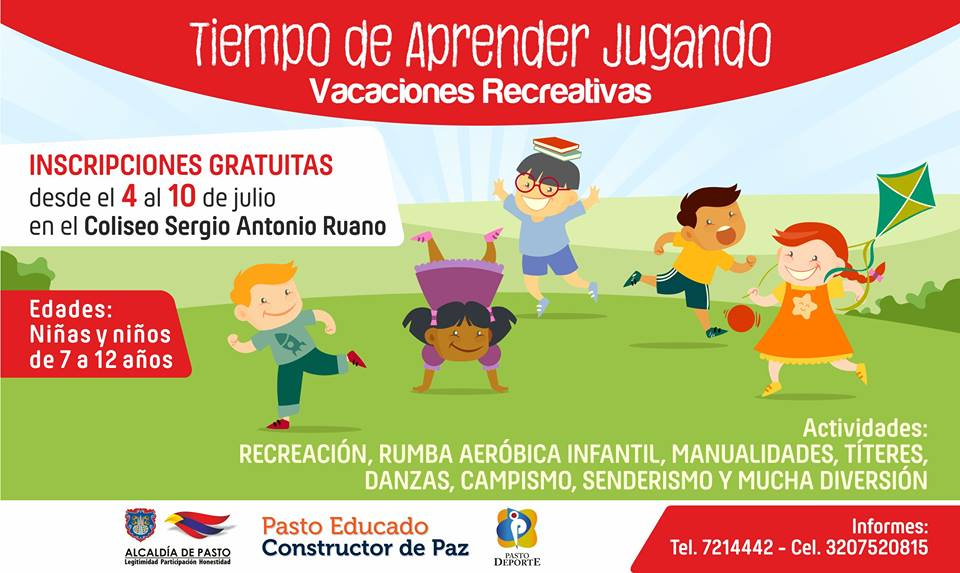 Tiempo de Aprender Jugando
Vacaciones Recreativas
INSCRIPCIONES GRATUITAS
desde el 4 al 10 de julio
en el Coliseo Sergio Antonio Ruano
Edades:
Niñas y niños
de 7 a 12 años
Actividades:
RECREACIÓN, RUMBA AERÓBICA INFANTIL, MANUALIDADES, TÍTERES,
DANZAS, CAMPISMO, SENDERISMO Y MUCHA DIVERSIÓN
ALCALDÍA DE PASTO
Legitimidad Participación Honestidad
Pasto Educado
Constructor de Paz
PASTO
DEPORTE
Informes:
Tel. 7214442 - Cel. 3207520815